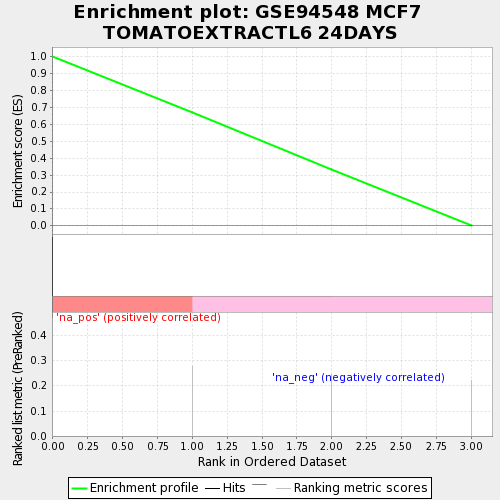 Enrichment plot: GSE94548 MCF7
TOMATOEXTRACTL6 24DAYS
Enrichment score (ES)
1.0
0.9
0.8
0.7
0.6
0.5
0.4
0.3
0.2
0.1
0.0
'na_pos' (positively correlated)
'na_neg' (negatively correlated)
Ranked list metric (PreRanked)
0.4
0.3
0.2
0.1
0.0
0.00 0.25 0.50 0.75 1.00 1.25 1.50 1.75 2.00 2.25 2.50 2.75 3.00
Rank in Ordered Dataset
Enrichment profile Hits Ranking metric scores